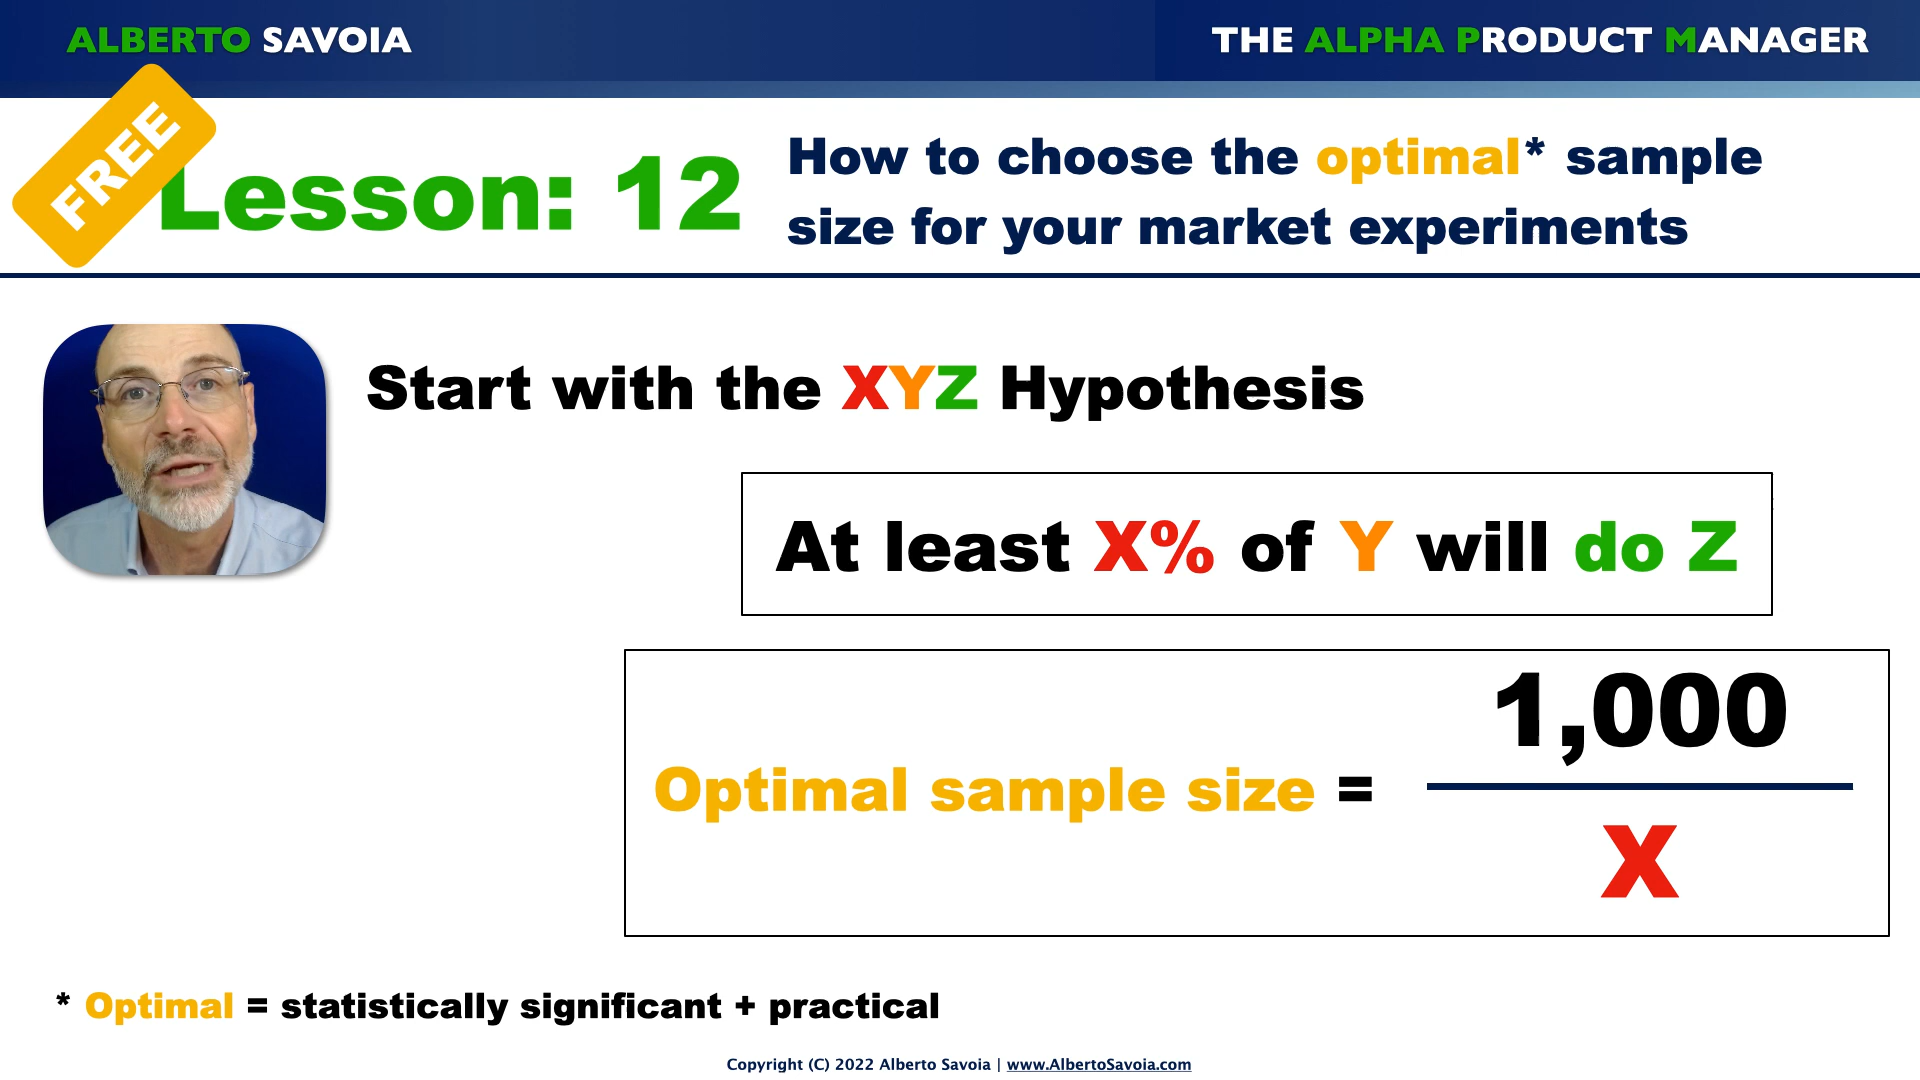 ALBERTO SAVOIA
THE ALPHA PRODUCT MANAGER
FREE
Lesson: 12
How to choose the optimal* sample
size for your market experiments
Start with the XYZ Hypothesis
At least X% of Y will do Z
Optimal sample size =
1,000
X
* Optimal = statistically significant + practical
Copyright (C) 2022 Alberto Savoia | www.AlbertoSavoia.com